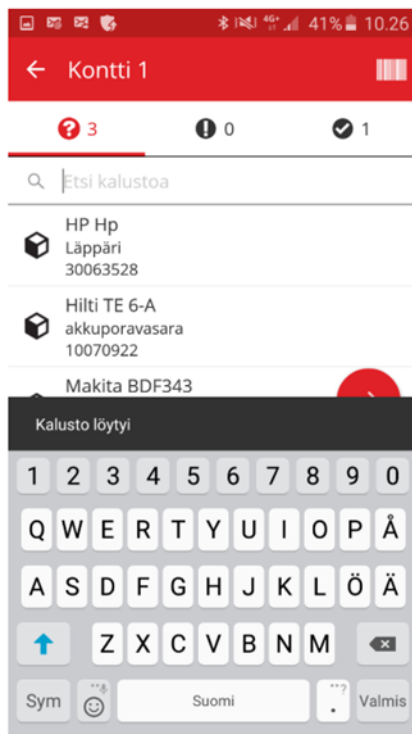 4G+ 41% 10.26
Kontti 1
3 0 1
Etsi kalustoa
HP Hp
Läppäri
30063528
Hilti TE 6-A
akkuporavasara
10070922
Makita BDF343
Kalusto löytyi
1 2 3 4 5 6 7 8 9 0
Q W E R T Y U I O P Å
A S D F G H J K L Ö Ä
Z X C V B N M
Sym Suomi . Valmis